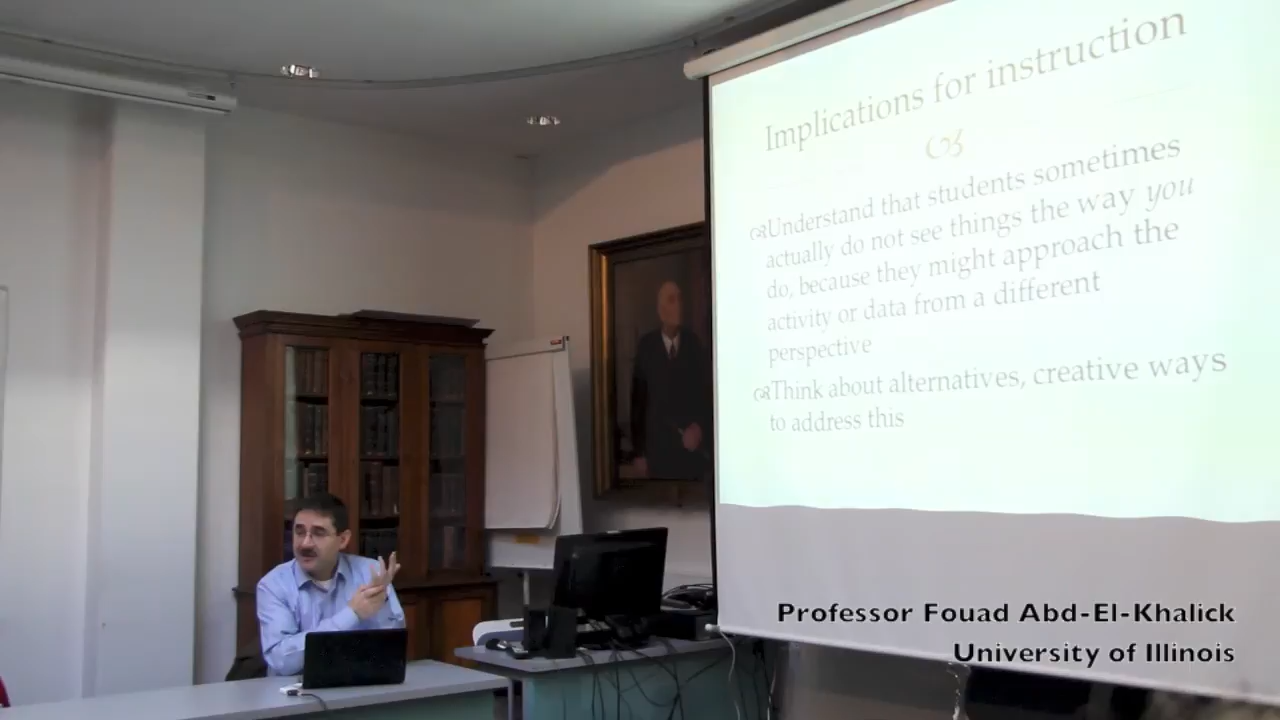 Implications for instruction
Understand that students sometimes
actually do not see things the way you
do, because they might approach the
activity or data from a different
perspective
Think about alternatives, creative ways
to address this
Professor Fouad Abd-El-Khalick
University of Illinois